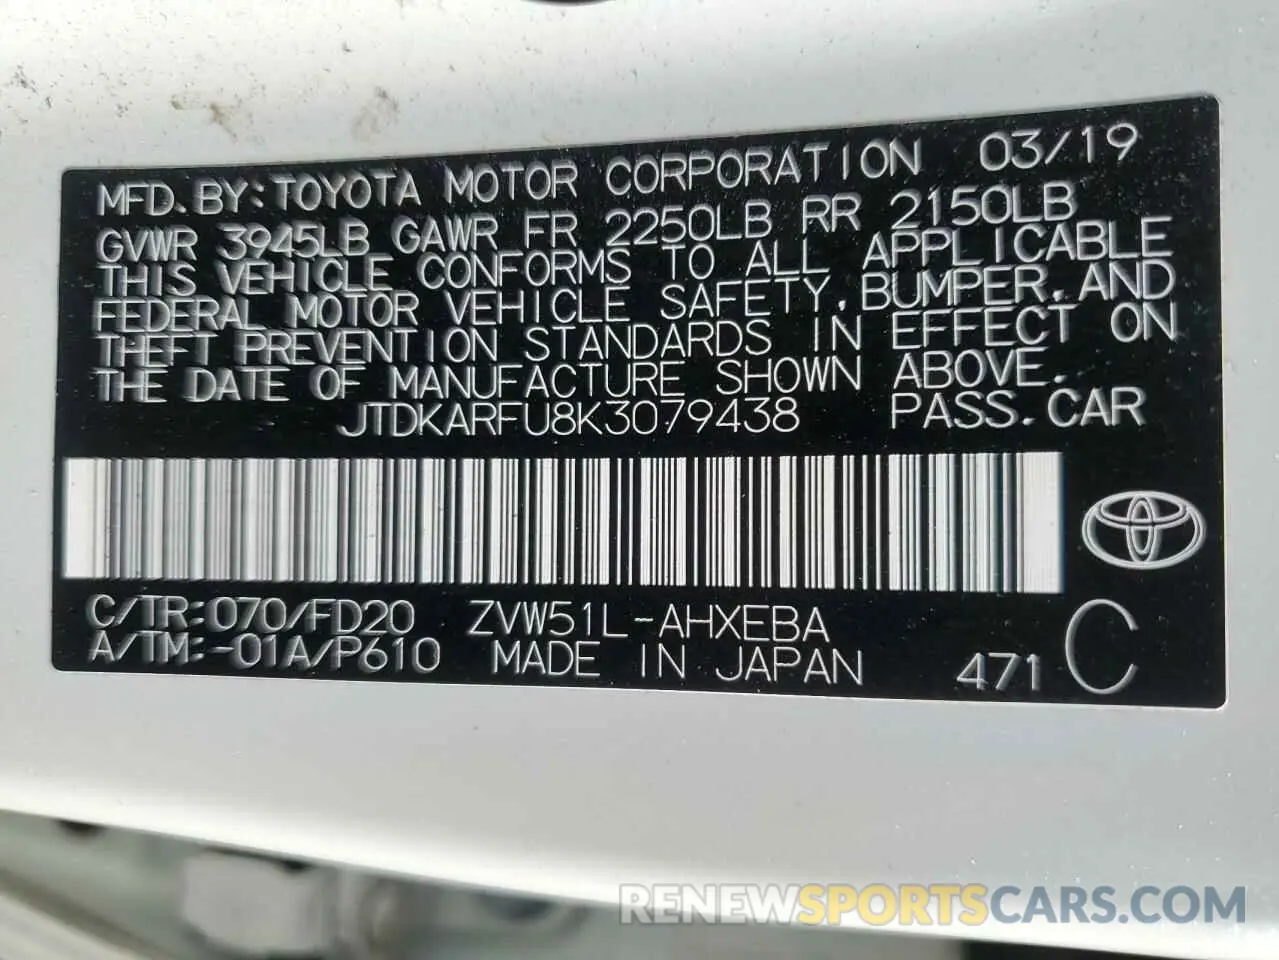 MFD.BY:TOYOTA MOTOR CORPORATION 03/19
GVWR 3945LB GAWR FR 2250LB RR 2150LB
THIS VEHICLE CONFORMS TO ALL APPLICABLE
FEDERAL MOTOR VEHICLE SAFETY,BUMPER,AND
THEFT PREVENTION STANDARDS IN EFFECT ON
THE DATE OF MANUFACTURE SHOWN ABOVE.
JTDKARFU8K3079438 PASS.CAR
C/TR:070/FD20 ZVW51L-AHXEBA
A/TM:-01A/P610 MADE IN JAPAN 471 C
RENEWSPORTSCARS.COM